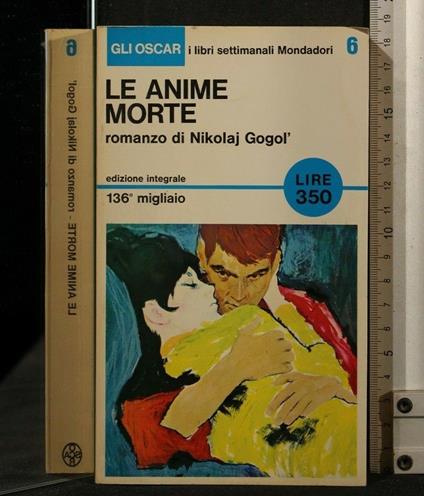 GLI OSCAR i libri settimanali Mondadori 6
LE ANIME
MORTE
romanzo di Nikolaj Gogol'
edizione integrale
136° migliaio
LIRE
350
6
LE ANIME MORTE - romanzo di Nikolaj Gogol'
OSCAR